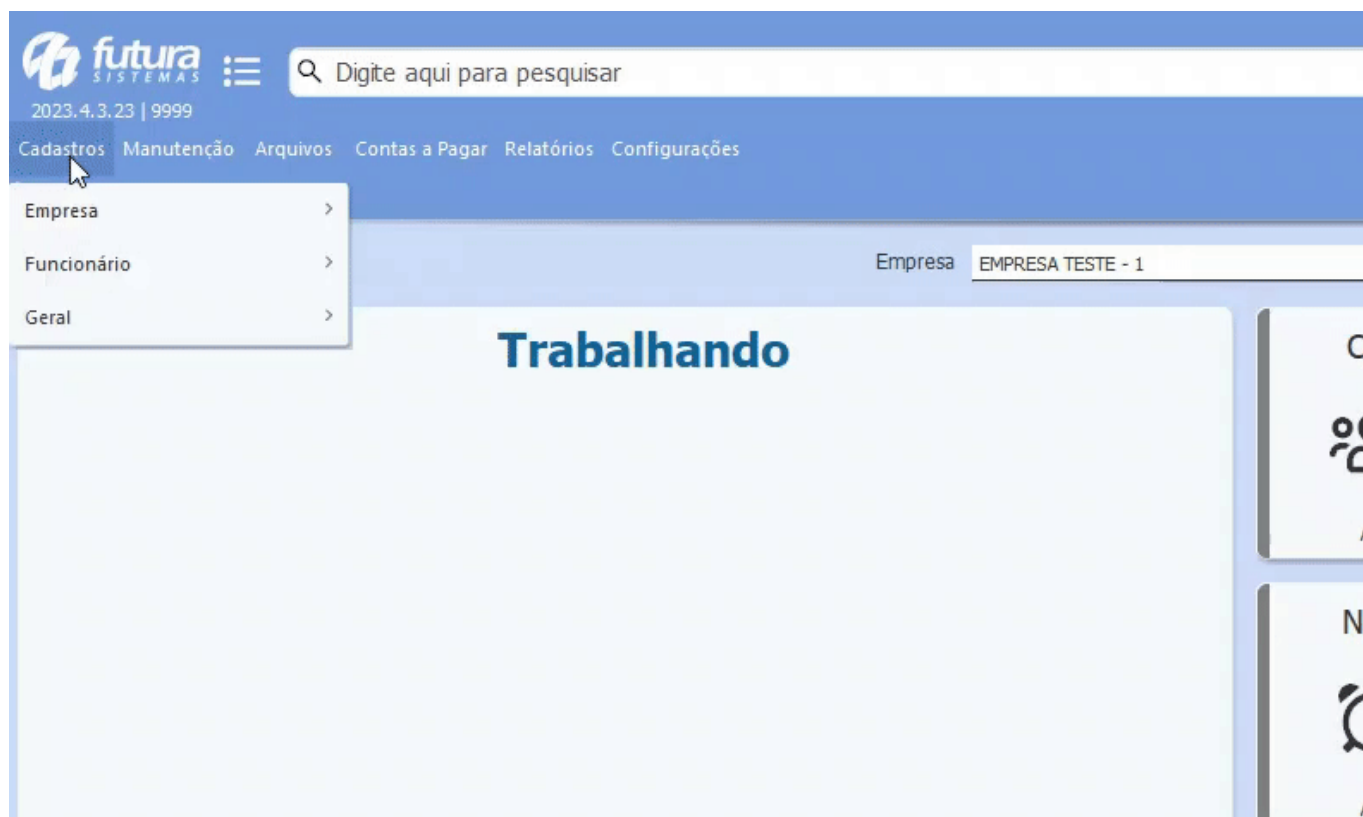 futura
SISTEMAS
Digite aqui para pesquisar
2023.4.3.23 | 9999
Cadastros Manutenção Arquivos Contas a Pagar Relatórios Configurações
Empresa
Funcionário
Geral
Empresa EMPRESA TESTE - 1
Trabalhando